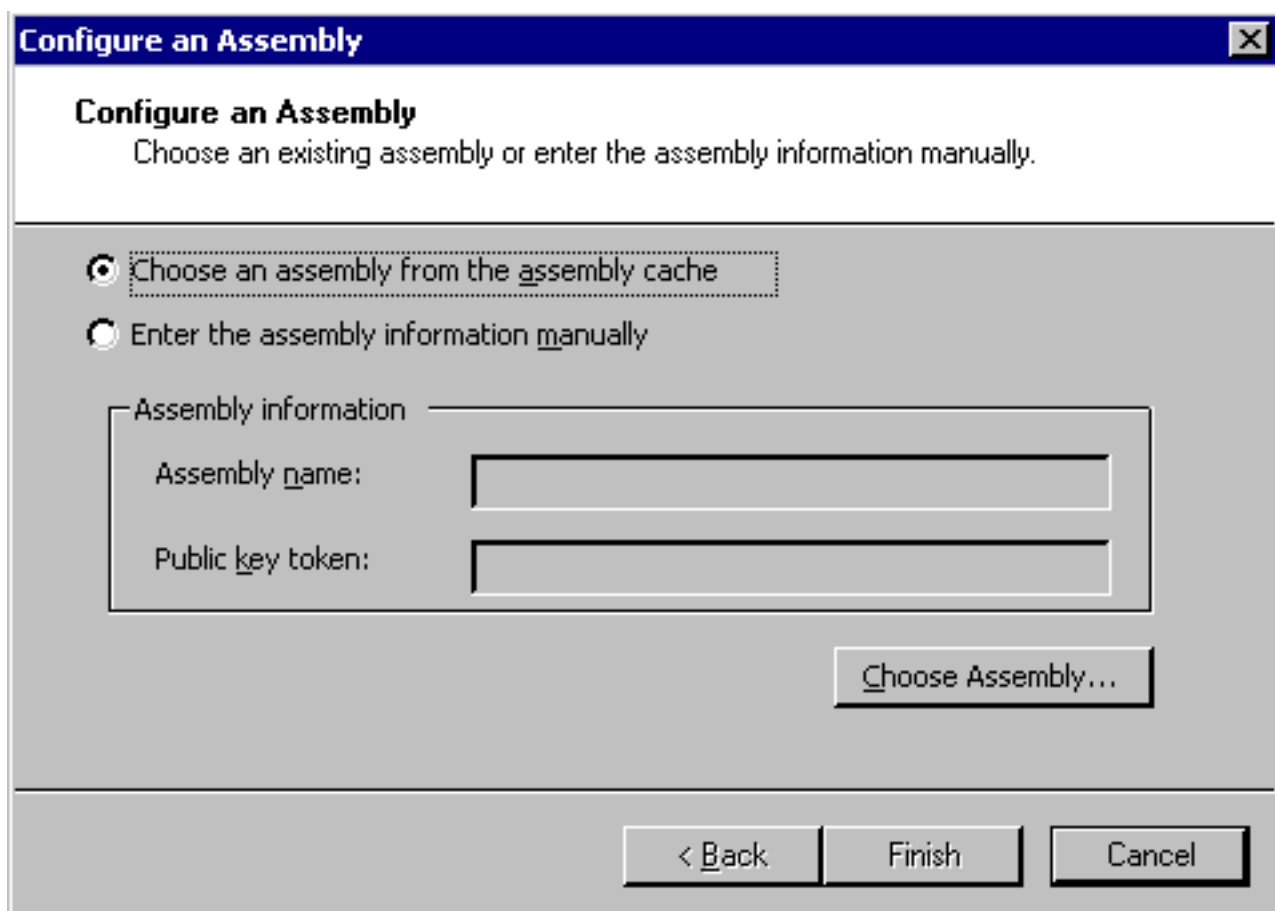 Configure an Assembly
Configure an Assembly
Choose an existing assembly or enter the assembly information manually.
Choose an assembly from the assembly cache
Enter the assembly information manually
Assembly information
Assembly name:
Public key token:
Choose Assembly...
< Back Finish Cancel